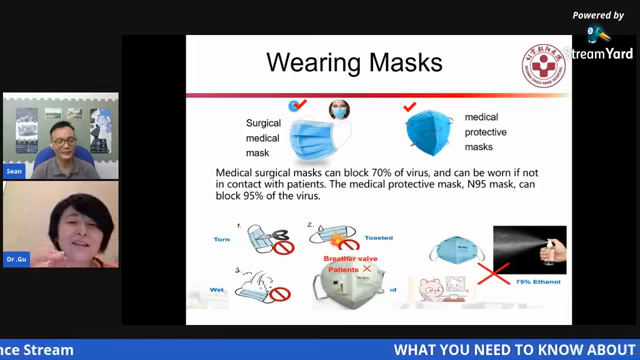 Powered by
StreamYard
Wearing Masks
Surgical
medical
mask
medical
protective
masks
Medical surgical masks can block 70% of virus, and can be worn if not
in contact with patients. The medical protective mask, N95 mask, can
block 95% of the virus.
Sean
Dr .Gu
1.
Torn
2.
Toasted
Breather valve
Patients
3.
Wet
75% Ethanol
nce Stream
WHAT YOU NEED TO KNOW ABOUT